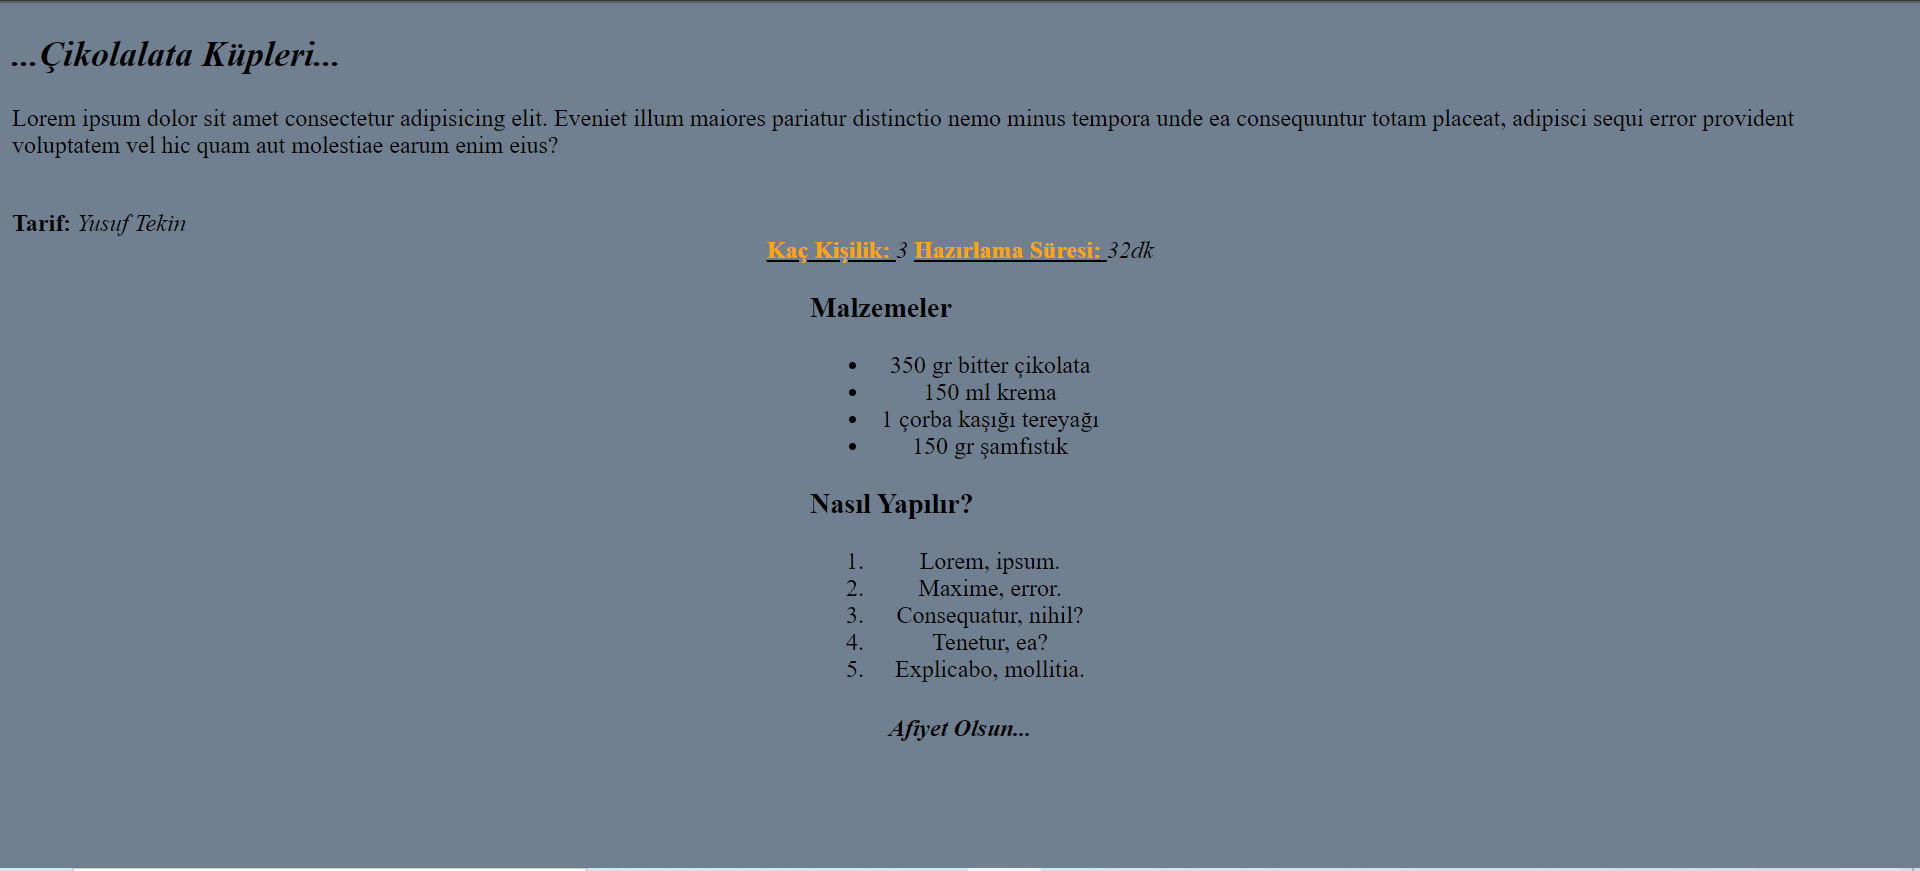 ...Çikolalata Küpleri...
Lorem ipsum dolor sit amet consectetur adipisicing elit. Eveniet illum maiores pariatur distinctio nemo minus tempora unde ea consequuntur totam placeat, adipisci sequi error provident
voluptatem vel hic quam aut molestiae earum enim eius?
Tarif: Yusuf Tekin
Kaç Kişilik: 3 Hazırlama Süresi: 32dk
Malzemeler
• 350 gr bitter çikolata
• 150 ml krema
• 1 çorba kaşığı tereyağı
• 150 gr şamfıstık
Nasıl Yapılır?
1. Lorem, ipsum.
2. Maxime, error.
3. Consequatur, nihil?
4. Tenetur, ea?
5. Explicabo, mollitia.
Afiyet Olsun...